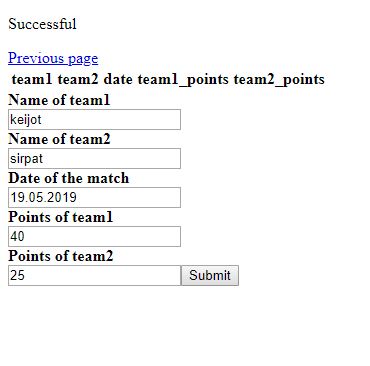 Successful
Previous page
team1 team2 date team1_points team2_points
Name of team1
keijot
Name of team2
sirpat
Date of the match
19.05.2019
Points of team1
40
Points of team2
25 Submit